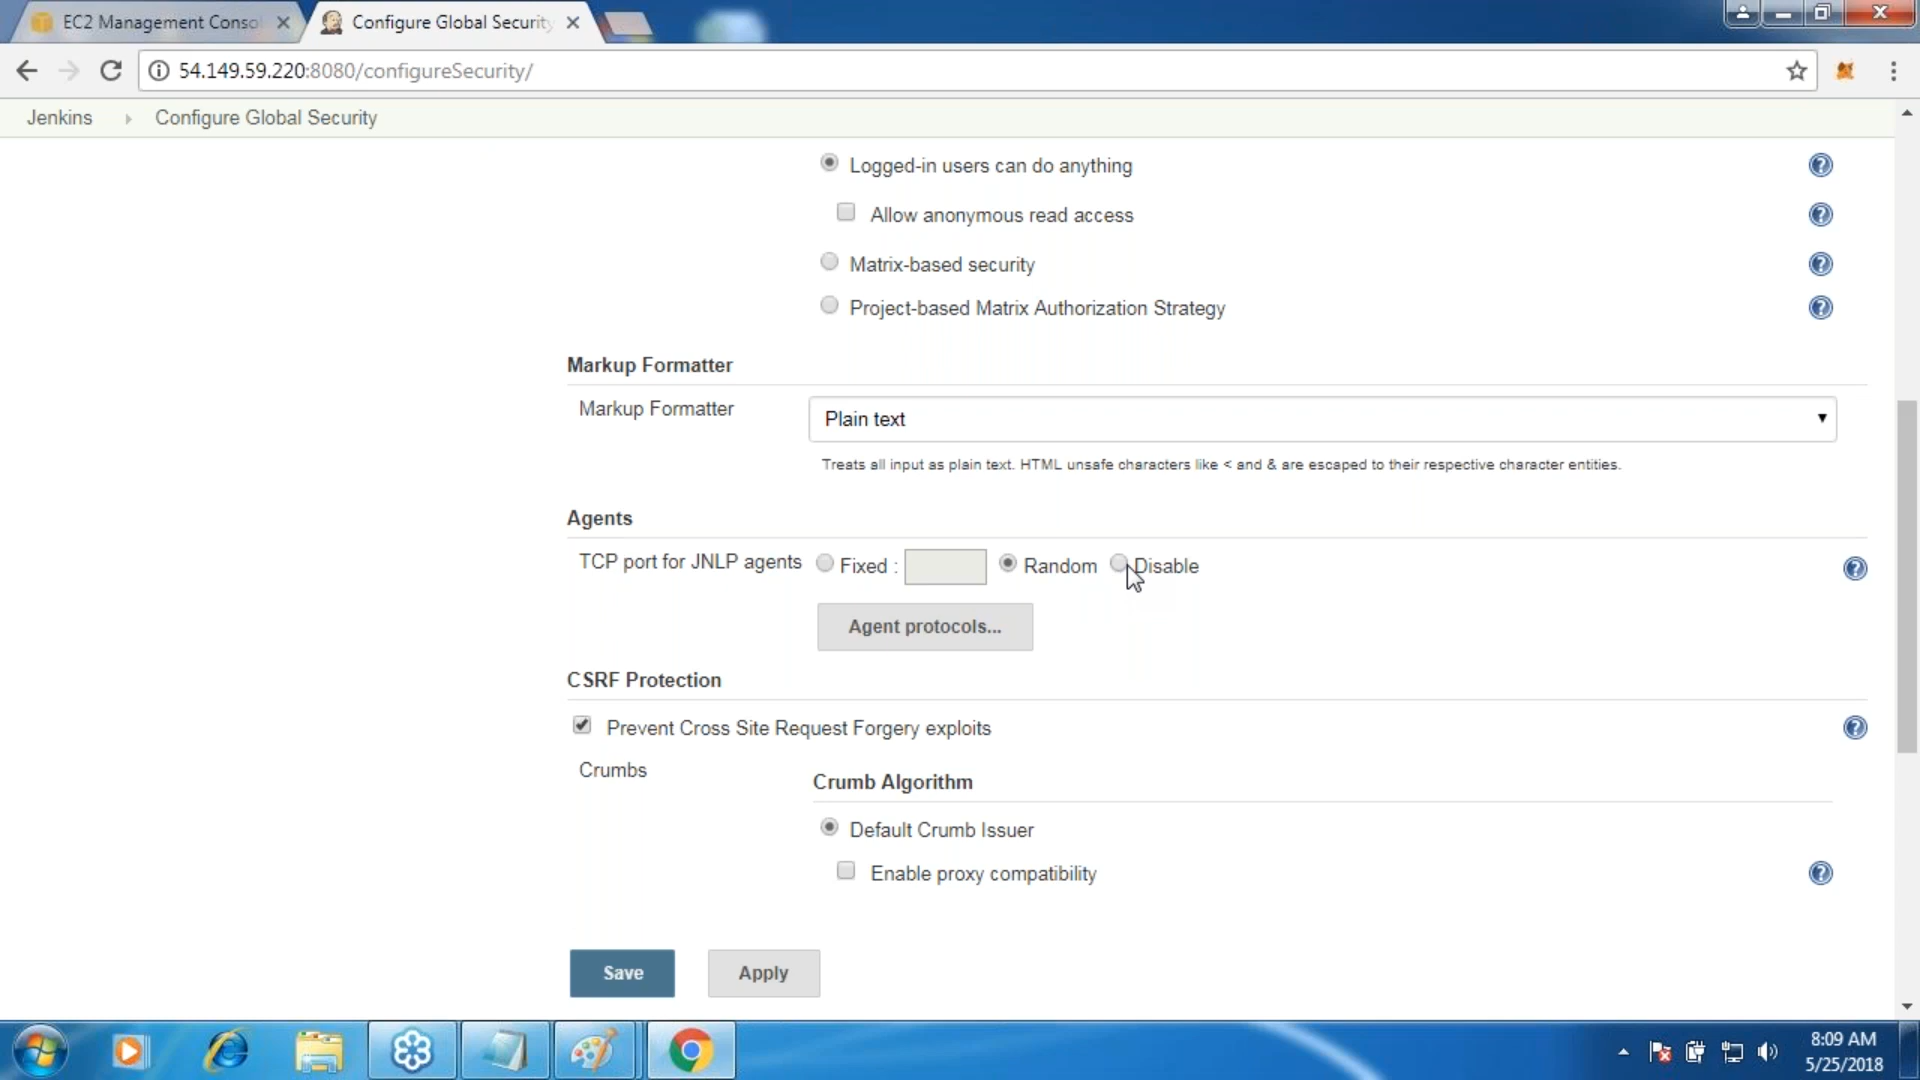 EC2 Management Conso
Configure Global Security
54.149.59.220:8080/configureSecurity/
Jenkins
Configure Global Security
Logged-in users can do anything
Allow anonymous read access
Matrix-based security
Project-based Matrix Authorization Strategy
Markup Formatter
Markup Formatter
Plain text
Treats all input as plain text. HTML unsafe characters like < and & are escaped to their respective character entities.
Agents
TCP port for JNLP agents Fixed : Random Disable
Agent protocols...
CSRF Protection
Prevent Cross Site Request Forgery exploits
Crumbs
Crumb Algorithm
Default Crumb Issuer
Enable proxy compatibility
Save Apply
8:09 AM
5/25/2018